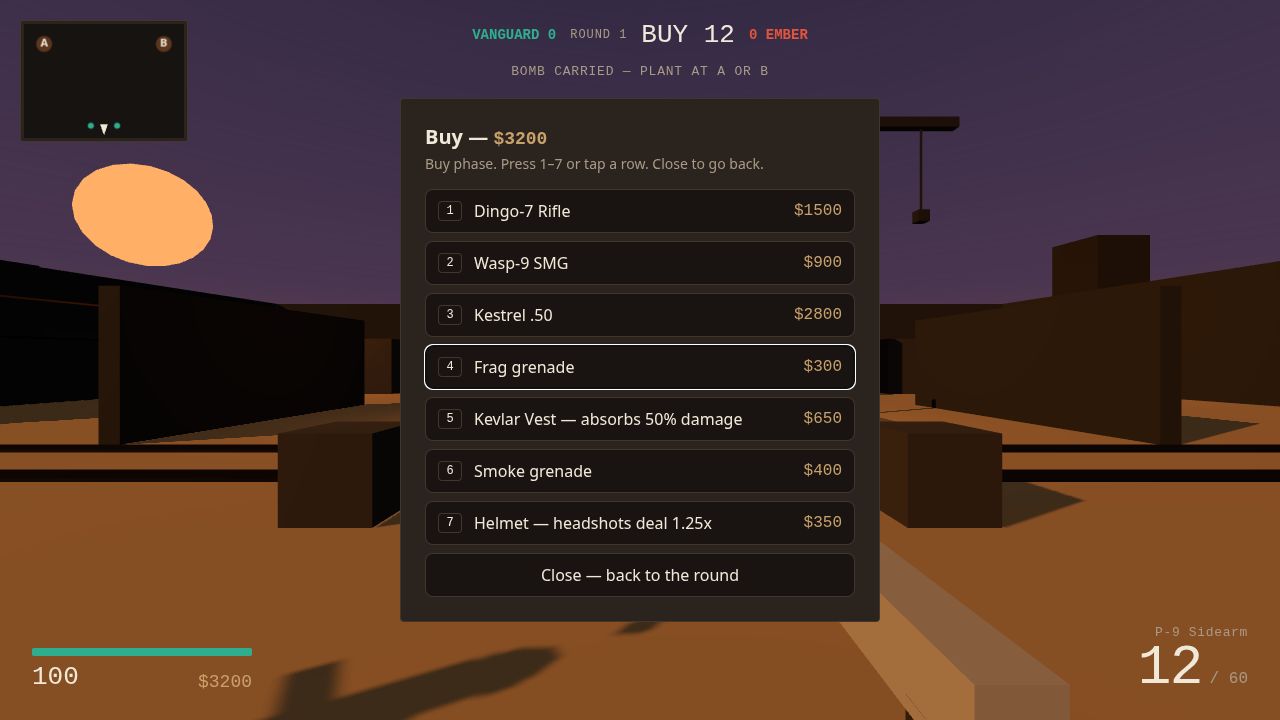 A
B
VANGUARD 0 ROUND 1 BUY 12 0 EMBER
BOMB CARRIED — PLANT AT A OR B
Buy — $3200
Buy phase. Press 1–7 or tap a row. Close to go back.
1 Dingo-7 Rifle $1500
2 Wasp-9 SMG $900
3 Kestrel .50 $2800
4 Frag grenade $300
5 Kevlar Vest — absorbs 50% damage $650
6 Smoke grenade $400
7 Helmet — headshots deal 1.25x $350
Close — back to the round
100 $3200
P-9 Sidearm
12 / 60